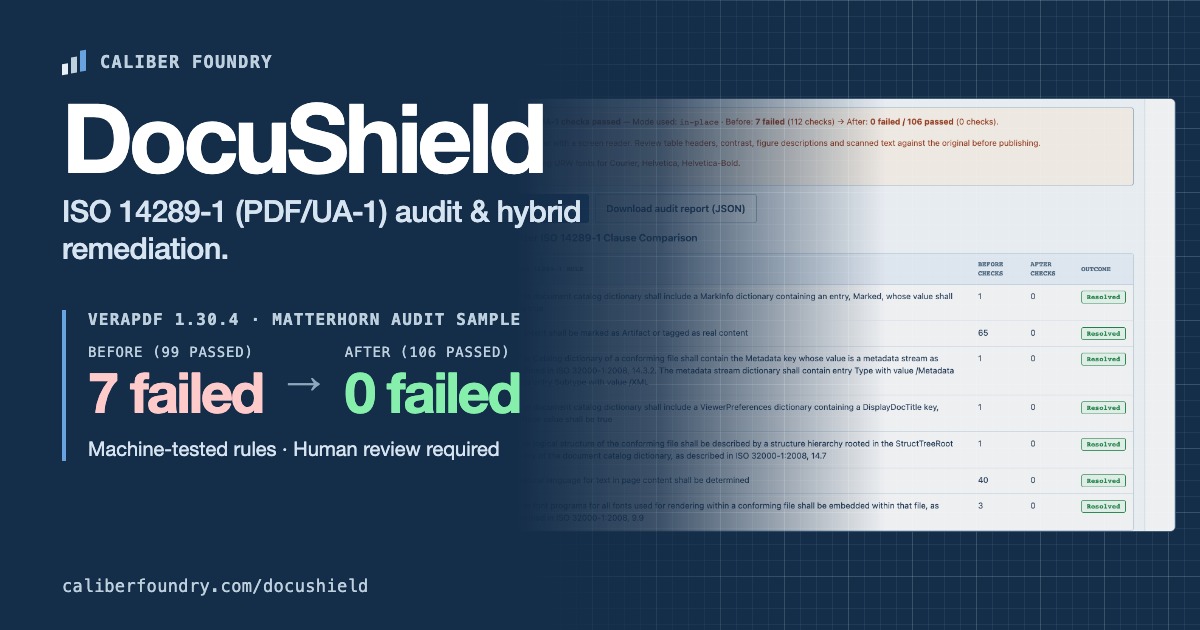 CALIBER FOUNDRY
DocuShield
ISO 14289-1 (PDF/UA-1) audit & hybrid
remediation.
VERAPDF 1.30.4 · MATTERHORN AUDIT SAMPLE
BEFORE (99 PASSED)
AFTER (106 PASSED)
7 failed → 0 failed
Machine-tested rules · Human review required
caliberfoundry.com/docushield
checks passed — Mode used: in-place · Before: 7 failed (112 checks) → After: 0 failed / 106 passed (0 checks).
with a screen reader. Review table headers, contrast, figure descriptions and scanned text against the original before publishing.
for Courier, Helvetica, Helvetica-Bold.
Download audit report (JSON)
ISO 14289-1 Clause Comparison
BEFORE CHECKS AFTER CHECKS OUTCOME
catalog dictionary shall include a MarkInfo dictionary containing an entry, Marked, whose value shall 1 0 Resolved
shall be marked as Artifact or tagged as real content 65 0 Resolved
dictionary of a conforming file shall contain the Metadata key whose value is a metadata stream as 1 0 Resolved
ISO 32000-1:2008, 14.3.2. The metadata stream dictionary shall contain entry Type with value /Metadata
Subtype with value /XML
catalog dictionary shall include a ViewerPreferences dictionary containing a DisplayDocTitle key, 1 0 Resolved
value shall be true
structure of the conforming file shall be described by a structure hierarchy rooted in the StructTreeRoot 1 0 Resolved
the document catalog dictionary, as described in ISO 32000-1:2008, 14.7
language for text in page content shall be determined 40 0 Resolved
programs for all fonts used for rendering within a conforming file shall be embedded within that file, as 3 0 Resolved
ISO 32000-1:2008, 9.9